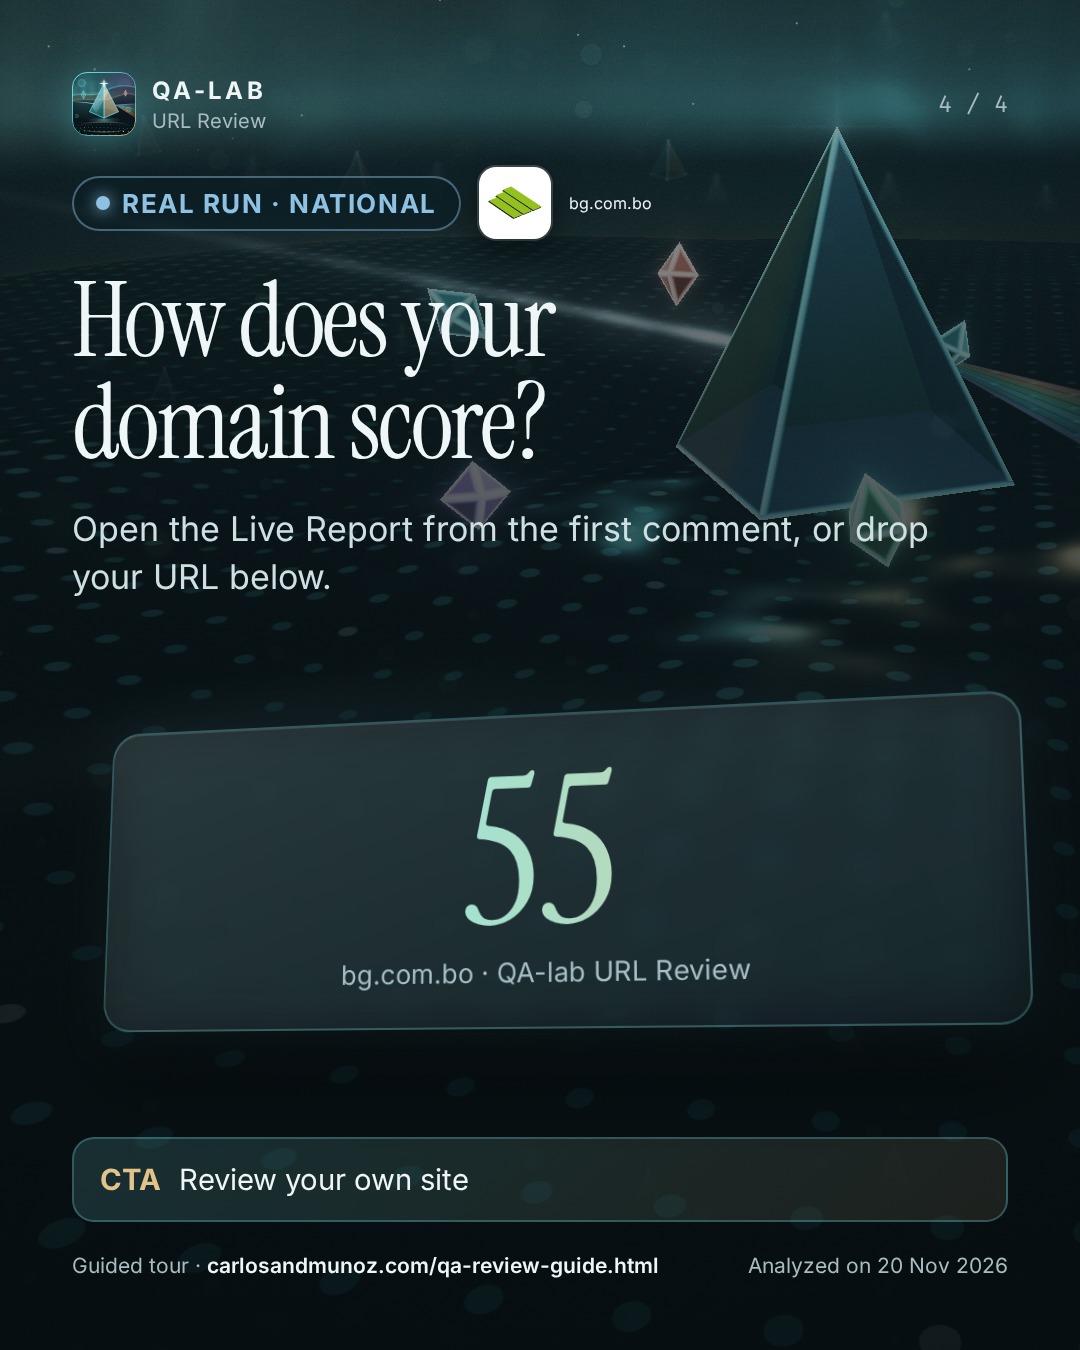 QA-LAB
URL Review
4 / 4
REAL RUN · NATIONAL
bg.com.bo
How does your
domain score?
Open the Live Report from the first comment, or drop
your URL below.
55
bg.com.bo · QA-lab URL Review
CTA Review your own site
Guided tour · carlosandmunoz.com/qa-review-guide.html
Analyzed on 20 Nov 2026